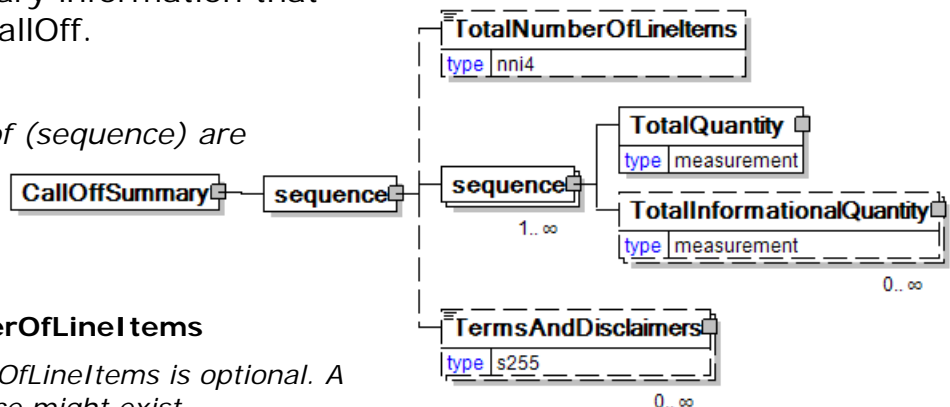 ary information that
allOff.
of (sequence) are
erOfLineItems
OfLineItems is optional. A
se might exist
TotalNumberOfLineItems
type nni4
CallOffSummary
sequence
sequence
1.. ∞
TotalQuantity
type measurement
TotalInformationalQuantity
type measurement
0.. ∞
TermsAndDisclaimers
type s255
0.. ∞